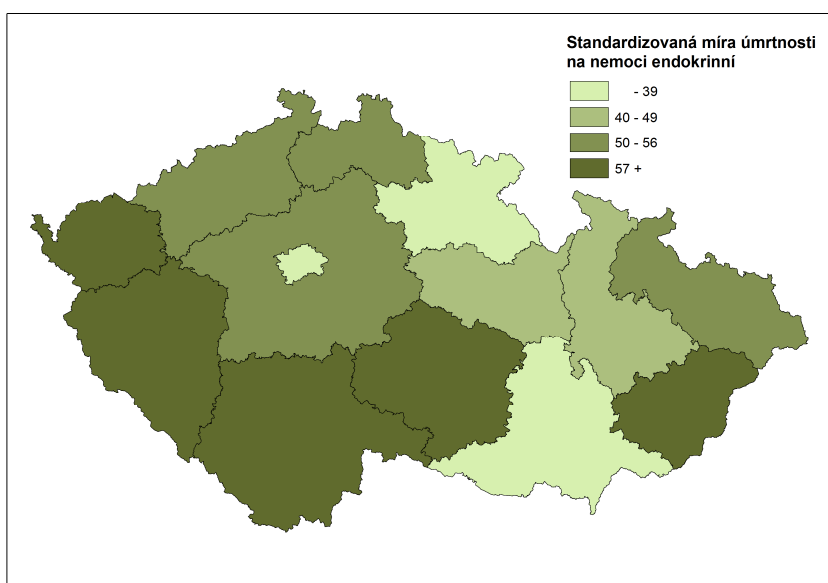 Standardizovaná míra úmrtnosti
na nemoci endokrinní
- 39
40 - 49
50 - 56
57 +